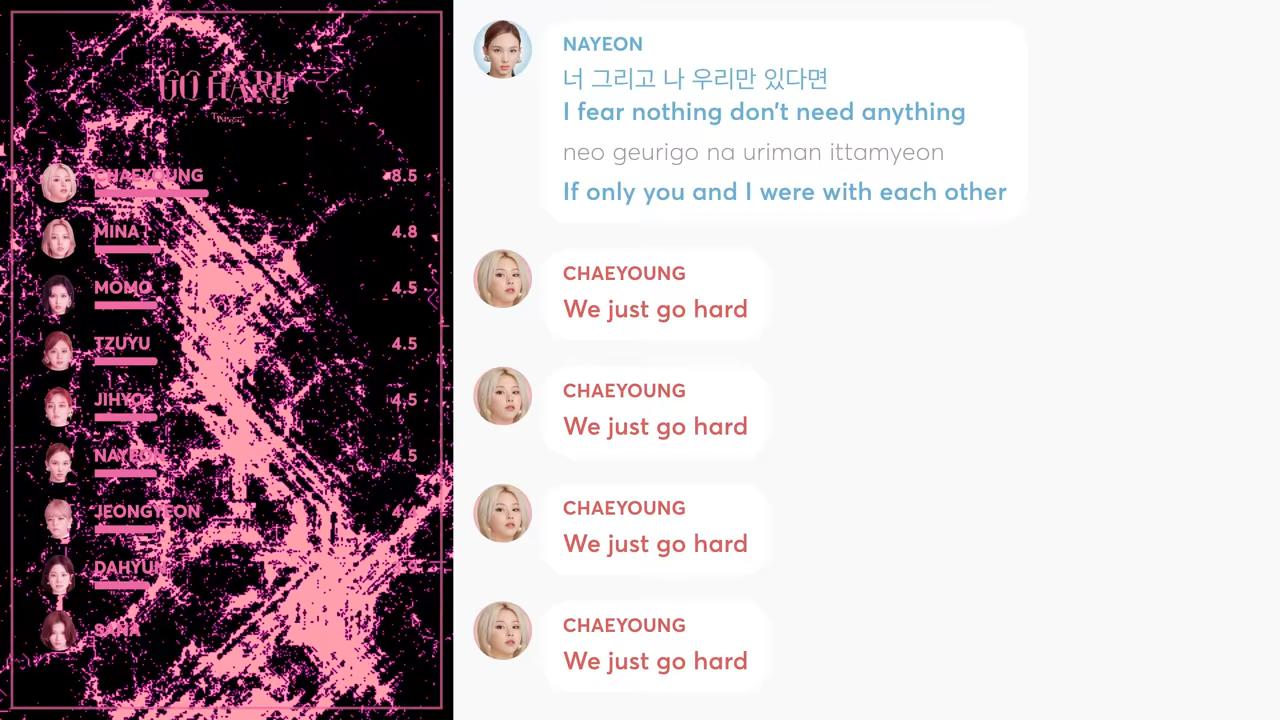 GO HARD
TWICE
CHAEYOUNG 8.5
MINA 4.8
MOMO 4.5
TZUYU 4.5
JIHYO 4.5
NAYEON 4.5
JEONGYEON 4.4
DAHYUN
SANA
NAYEON
너 그리고 나 우리만 있다면
I fear nothing don't need anything
neo geurigo na uriman ittamyeon
If only you and I were with each other
CHAEYOUNG
We just go hard
CHAEYOUNG
We just go hard
CHAEYOUNG
We just go hard
CHAEYOUNG
We just go hard